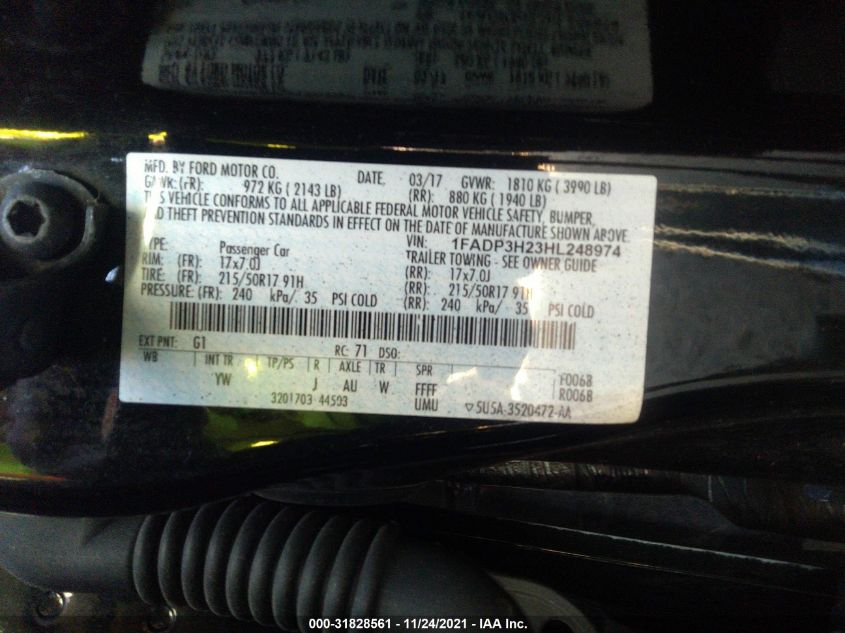 MFD. BY FORD MOTOR CO.
DATE, 03/17 GVWR: 1810 KG ( 3990 LB)
(FR): 972 KG ( 2143 LB) (RR): 880 KG ( 1940 LB)
THIS VEHICLE CONFORMS TO ALL APPLICABLE FEDERAL MOTOR VEHICLE SAFETY, BUMPER,
AND THEFT PREVENTION STANDARDS IN EFFECT ON THE DATE OF MANUFACTURE SHOWN ABOVE.
VIN: 1FADP3H23HL248974
TYPE: Passenger Car TRAILER TOWING - SEE OWNER GUIDE
RIM: (FR): 17x7.0J (RR): 17x7.0J
TIRE: (FR): 215/50R17 91H (RR): 215/50R17 91H
PRESSURE: (FR): 240 kPa/ 35 PSI COLD (RR): 240 kPa/ 35 PSI COLD
EXT PNT: G1 RC: 71 DSO:
WB INT TR TP/PS R AXLE TR SPR
YW J AU W FFFF F0068
UMU R0068
3201703 44503 5U5A-3520472-AA
000-31828561 - 11/24/2021 - IAA Inc.